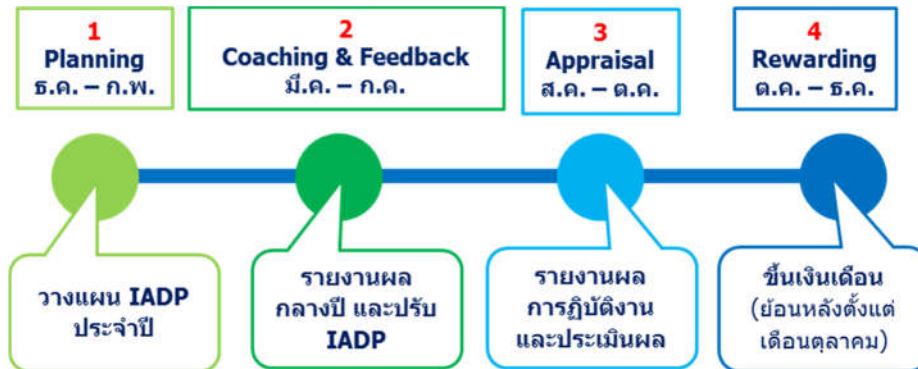 1
Planning
ธ.ค. – ก.พ.
2
Coaching & Feedback
มี.ค. – ก.ค.
3
Appraisal
ส.ค. – ต.ค.
4
Rewarding
ต.ค. – ธ.ค.
วางแผน IADP
ประจำปี
รายงานผล
กลางปี และปรับ
IADP
รายงานผล
การฏิบัติงาน
และประเมินผล
ขึ้นเงินเดือน
(ย้อนหลังตั้งแต่
เดือนตุลาคม)